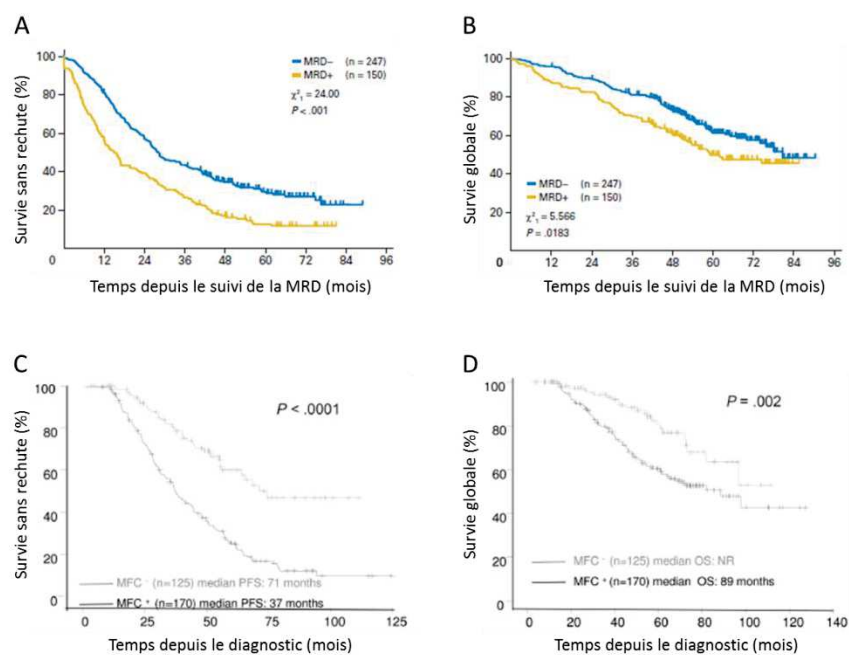 A
Survie sans rechute (%)
100
80
60
40
20
0
12
24
36
48
60
72
84
96
MRD– (n = 247)
MRD+ (n = 150)
χ²₁ = 24.00
P < .001
Temps depuis le suivi de la MRD (mois)
B
Survie globale (%)
100
80
60
40
20
0
12
24
36
48
60
72
84
96
MRD– (n = 247)
MRD+ (n = 150)
χ²₁ = 5.566
P = .0183
Temps depuis le suivi de la MRD (mois)
C
Survie sans rechute (%)
100
80
60
40
20
0
0
25
50
75
100
125
P < .0001
MFC - (n=125) median PFS: 71 months
MFC + (n=170) median PFS: 37 months
Temps depuis le diagnostic (mois)
D
Survie globale (%)
100
80
60
40
20
0
0
20
40
60
80
100
120
140
P = .002
MFC - (n=125) median OS: NR
MFC + (n=170) median OS: 89 months
Temps depuis le diagnostic (mois)